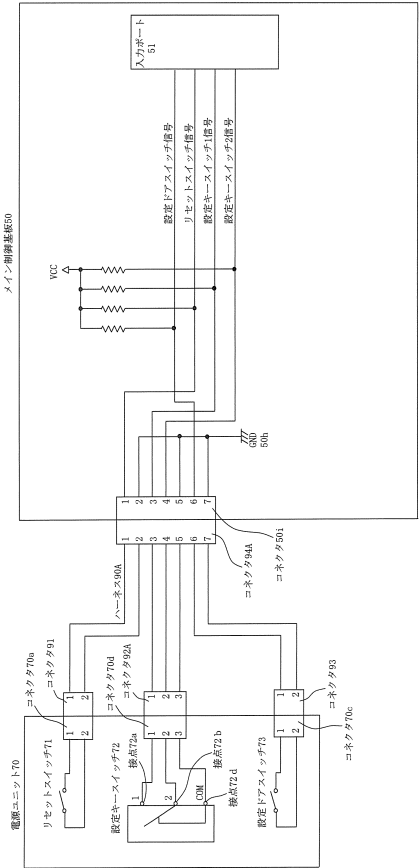 メイン制御基板50
入力ポート
51
設定ドアスイッチ信号
リセットスイッチ信号
設定キースイッチ1信号
設定キースイッチ2信号
VCC
GND
50h
1
2
3
4
5
6
7
1
2
3
4
5
6
7
コネクタ50i
コネクタ94A
ハーネス90A
コネクタ91
コネクタ70a
1
2
1
2
コネクタ92A
コネクタ70d
1
2
3
1
2
3
コネクタ93
コネクタ70c
1
2
1
2
電源ユニット70
リセットスイッチ71
設定キースイッチ72
接点72a
接点72b
接点72d
1
2
COM
設定ドアスイッチ73